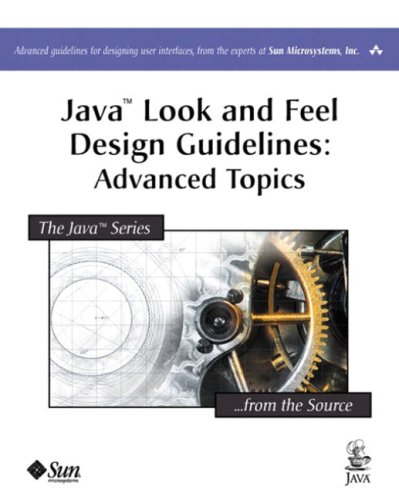 Advanced guidelines for designing user interfaces, from the experts at Sun Microsystems, Inc.
Java™ Look and Feel
Design Guidelines:
Advanced Topics
The Java™ Series
...from the Source
Sun
microsystems
JAVA